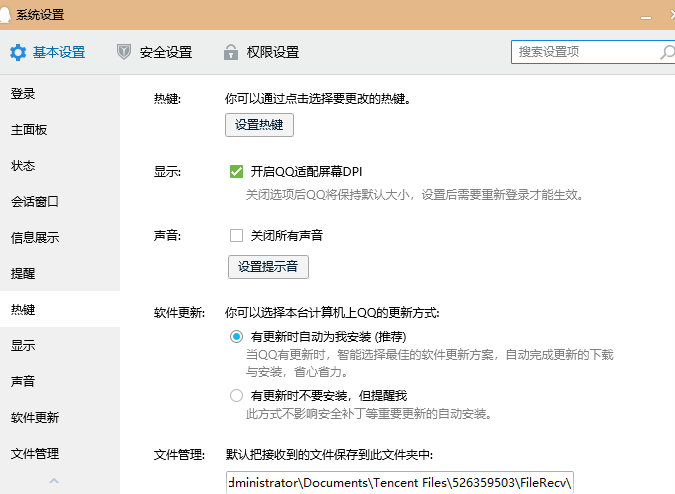 系统设置
基本设置
安全设置
权限设置
搜索设置项
登录
主面板
状态
会话窗口
信息展示
提醒
热键
显示
声音
软件更新
文件管理
热键: 你可以通过点击选择要更改的热键。
设置热键
显示: 开启QQ适配屏幕DPI
关闭选项后QQ将保持默认大小，设置后需要重新登录才能生效。
声音: 关闭所有声音
设置提示音
软件更新: 你可以选择本台计算机上QQ的更新方式:
有更新时自动为我安装 (推荐)
当QQ有更新时，智能选择最佳的软件更新方案，自动完成更新的下载
与安装，省心省力。
有更新时不要安装，但提醒我
此方式不影响安全补丁等重要更新的自动安装。
文件管理: 默认把接收到的文件保存到此文件夹中:
dministrator\Documents\Tencent Files\526359503\FileRecv\